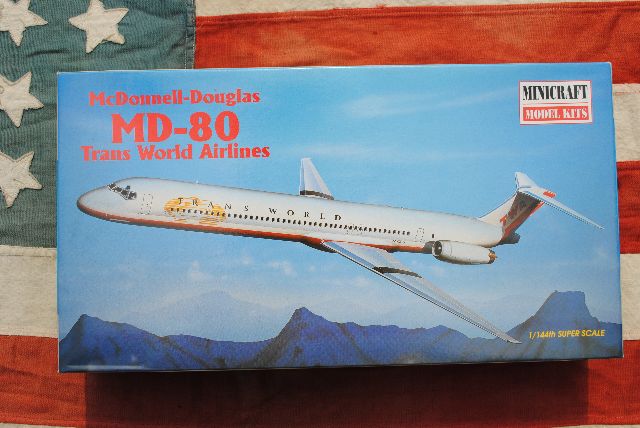 McDonnell-Douglas
MD-80
Trans World Airlines
MINICRAFT
MODEL KITS
TRANS WORLD
1/144th SUPER SCALE